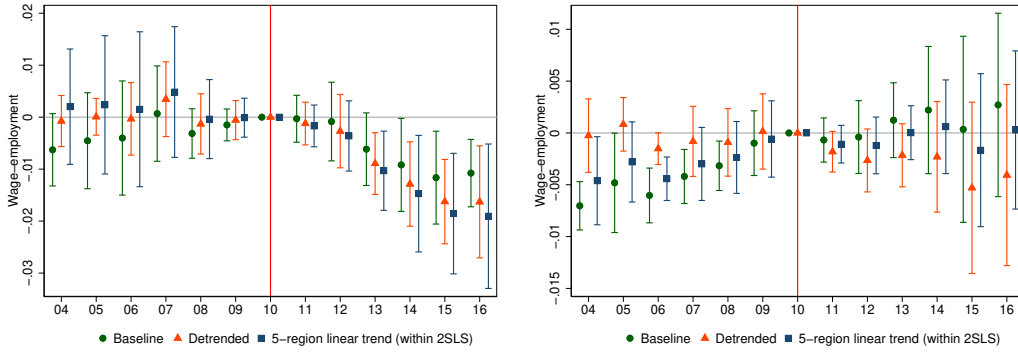 .02
.01
0
-.01
-.02
-.03
Wage-employment
04 05 06 07 08 09 10 11 12 13 14 15 16
Baseline Detrended 5-region linear trend (within 2SLS)
.01
.005
0
-.005
-.01
-.015
Wage-employment
04 05 06 07 08 09 10 11 12 13 14 15 16
Baseline Detrended 5-region linear trend (within 2SLS)